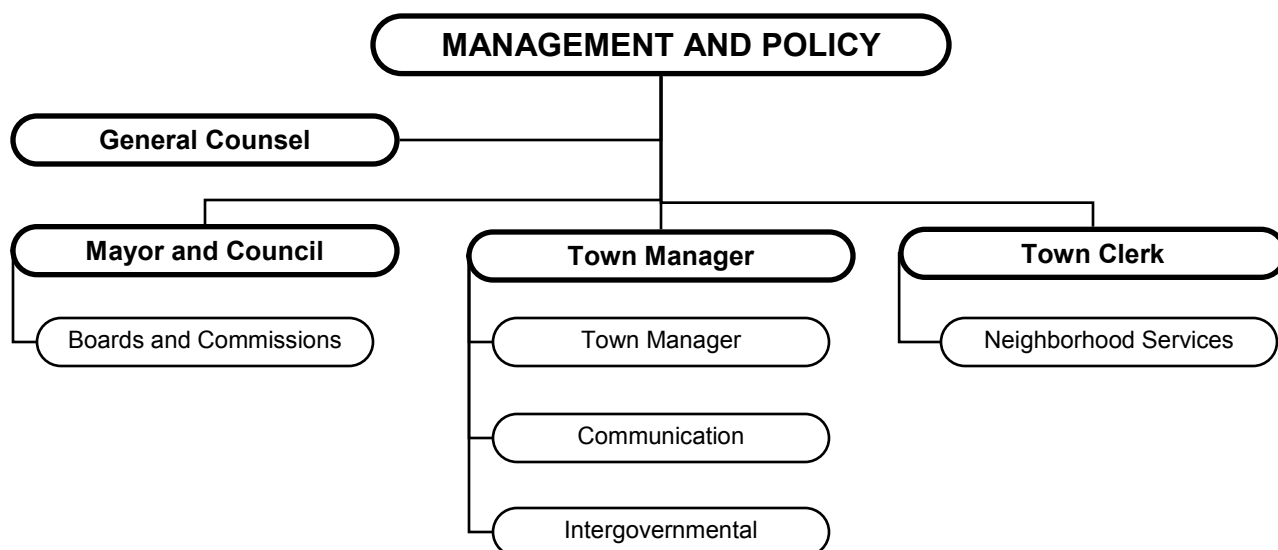 MANAGEMENT AND POLICY
General Counsel
Mayor and Council
Town Manager
Town Clerk
Boards and Commissions
Town Manager
Neighborhood Services
Communication
Intergovernmental